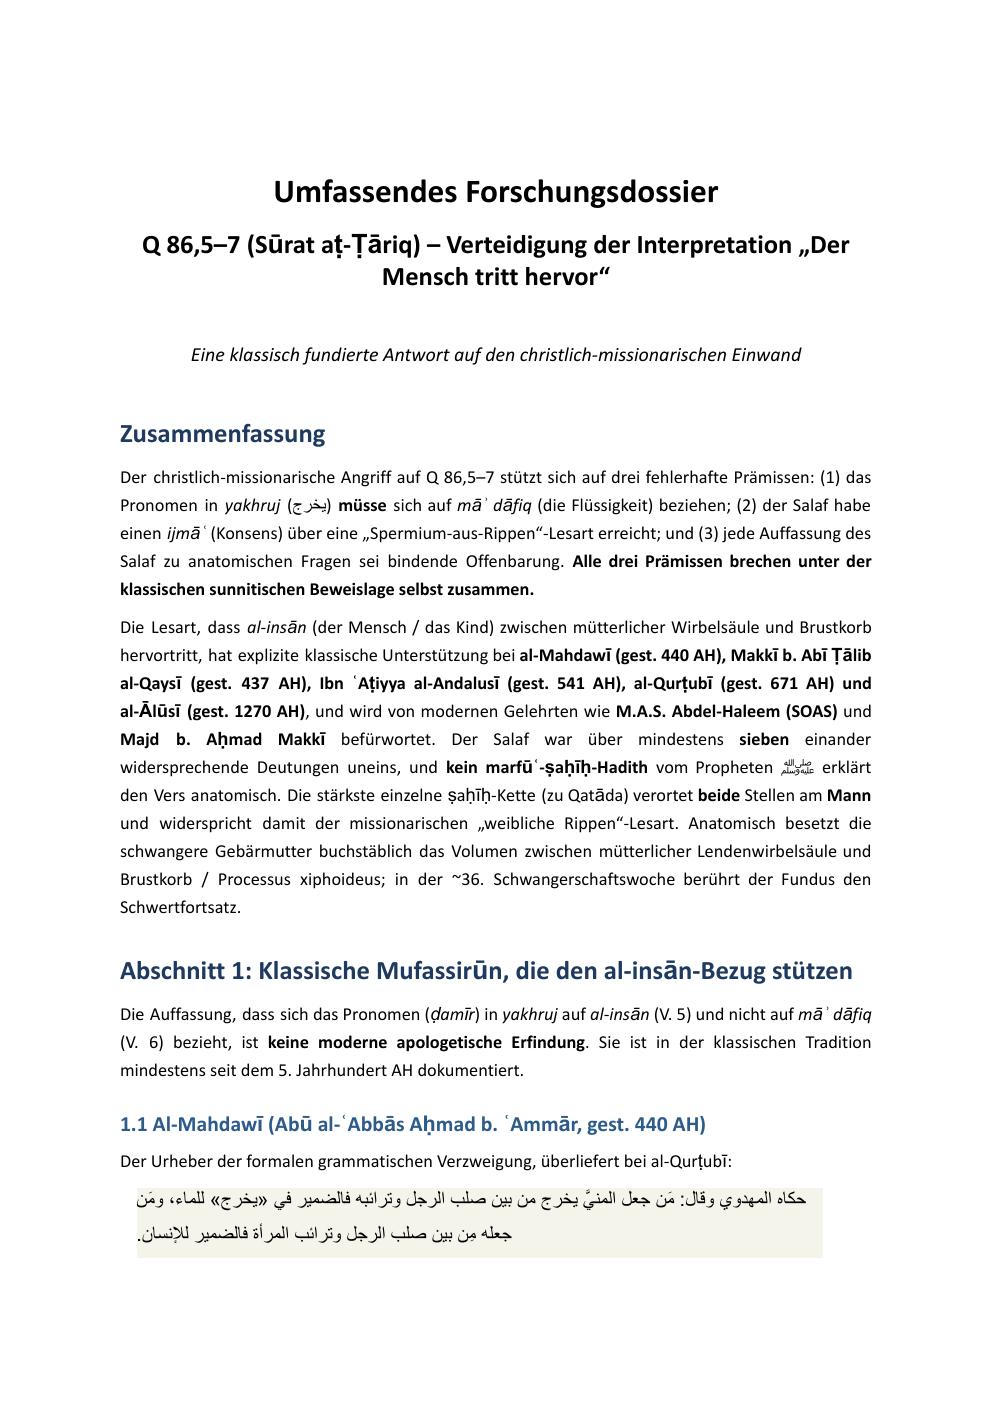 Umfassendes Forschungsdossier
Q 86,5–7 (Sūrat aṭ-Ṭāriq) – Verteidigung der Interpretation „Der
Mensch tritt hervor“
Eine klassisch fundierte Antwort auf den christlich-missionarischen Einwand
Zusammenfassung
Der christlich-missionarische Angriff auf Q 86,5–7 stützt sich auf drei fehlerhafte Prämissen: (1) das
Pronomen in yakhruj (يخرج) müsse sich auf māʾ dāfiq (die Flüssigkeit) beziehen; (2) der Salaf habe
einen ijmāʿ (Konsens) über eine „Spermium-aus-Rippen“-Lesart erreicht; und (3) jede Auffassung des
Salaf zu anatomischen Fragen sei bindende Offenbarung. Alle drei Prämissen brechen unter der
klassischen sunnitischen Beweislage selbst zusammen.
Die Lesart, dass al-insān (der Mensch / das Kind) zwischen mütterlicher Wirbelsäule und Brustkorb
hervortritt, hat explizite klassische Unterstützung bei al-Mahdawī (gest. 440 AH), Makkī b. Abī Ṭālib
al-Qaysī (gest. 437 AH), Ibn ʿAṭiyya al-Andalusī (gest. 541 AH), al-Qurṭubī (gest. 671 AH) und
al-Ālūsī (gest. 1270 AH), und wird von modernen Gelehrten wie M.A.S. Abdel-Haleem (SOAS) und
Majd b. Aḥmad Makkī befürwortet. Der Salaf war über mindestens sieben einander
widersprechende Deutungen uneins, und kein marfūʿ-ṣaḥīḥ-Hadith vom Propheten ﷺ erklärt
den Vers anatomisch. Die stärkste einzelne ṣaḥīḥ-Kette (zu Qatāda) verortet beide Stellen am Mann
und widerspricht damit der missionarischen „weibliche Rippen“-Lesart. Anatomisch besetzt die
schwangere Gebärmutter buchstäblich das Volumen zwischen mütterlicher Lendenwirbelsäule und
Brustkorb / Processus xiphoideus; in der ~36. Schwangerschaftswoche berührt der Fundus den
Schwertfortsatz.
Abschnitt 1: Klassische Mufassirūn, die den al-insān-Bezug stützen
Die Auffassung, dass sich das Pronomen (ḍamīr) in yakhruj auf al-insān (V. 5) und nicht auf māʾ dāfiq
(V. 6) bezieht, ist keine moderne apologetische Erfindung. Sie ist in der klassischen Tradition
mindestens seit dem 5. Jahrhundert AH dokumentiert.
1.1 Al-Mahdawī (Abū al-ʿAbbās Aḥmad b. ʿAmmār, gest. 440 AH)
Der Urheber der formalen grammatischen Verzweigung, überliefert bei al-Qurṭubī:
حكاه المهدوي وقال: مَن جعل المنيَّ يخرج من بين صلب الرجل وترائبه فالضمير في «يخرج» للماء، ومَن
جعله مِن بين صلب الرجل وترائب المرأة فالضمير للإنسان.